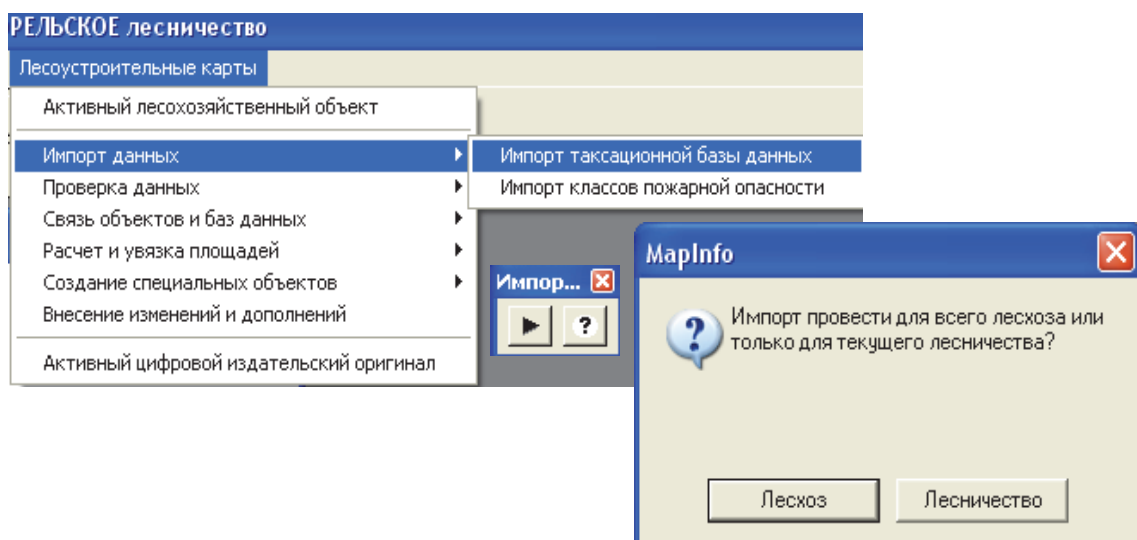 РЕЛЬСКОЕ лесничество
Лесоустроительные карты
Активный лесохозяйственный объект
Импорт данных
Импорт таксационной базы данных
Проверка данных
Импорт классов пожарной опасности
Связь объектов и баз данных
Расчет и увязка площадей
Создание специальных объектов
Внесение изменений и дополнений
Активный цифровой издательский оригинал
Импор...
?
MapInfo
?
Импорт провести для всего лесхоза или
только для текущего лесничества?
Лесхоз
Лесничество